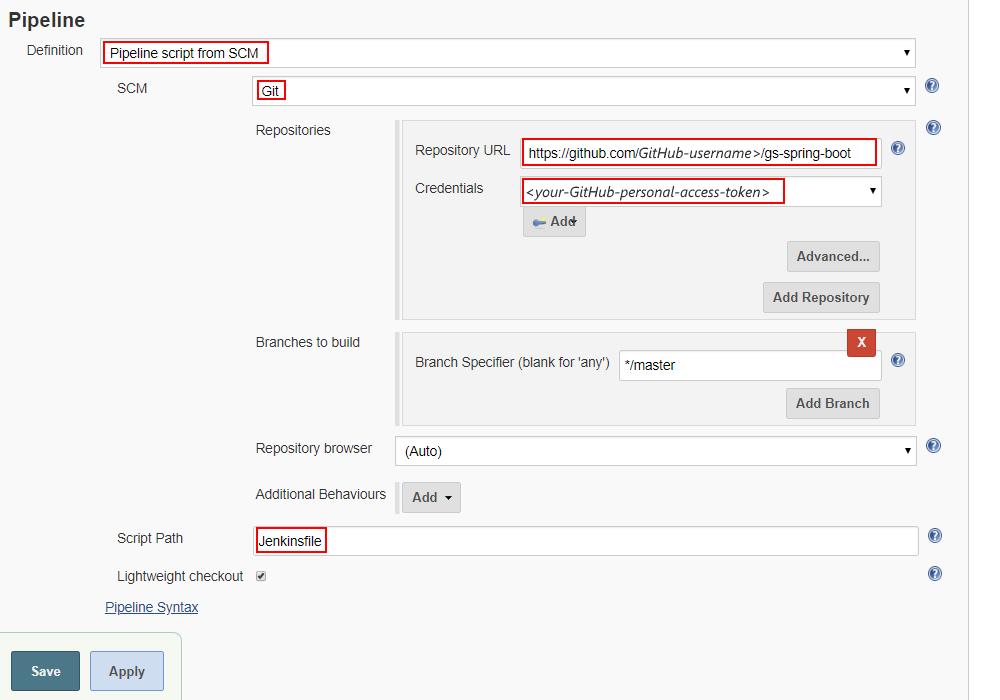 Pipeline
Definition
Pipeline script from SCM
SCM
Git
Repositories
Repository URL
https://github.com/GitHub-username>/gs-spring-boot
Credentials
<your-GitHub-personal-access-token>
Add
Advanced...
Add Repository
Branches to build
X
Branch Specifier (blank for 'any')
*/master
Add Branch
Repository browser
(Auto)
Additional Behaviours
Add
Script Path
Jenkinsfile
Lightweight checkout
Pipeline Syntax
Save
Apply